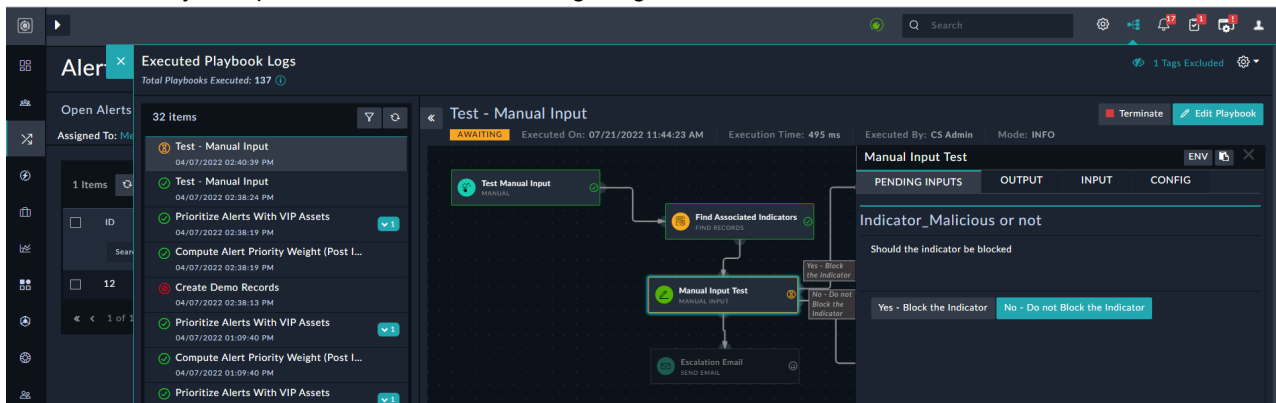 Search
17
1
!
Aler
Executed Playbook Logs
Total Playbooks Executed: 137
1 Tags Excluded
Open Alerts
Assigned To: Me
1 Items
ID
Sear
12
1 of 1
32 items
Test - Manual Input
04/07/2022 02:40:39 PM
Test - Manual Input
04/07/2022 02:38:24 PM
Prioritize Alerts With VIP Assets
04/07/2022 02:38:19 PM
1
Compute Alert Priority Weight (Post I...
04/07/2022 02:38:19 PM
Create Demo Records
04/07/2022 02:38:13 PM
Prioritize Alerts With VIP Assets
04/07/2022 01:09:40 PM
1
Compute Alert Priority Weight (Post I...
04/07/2022 01:09:40 PM
Prioritize Alerts With VIP Assets
1
Test - Manual Input
Terminate
Edit Playbook
AWAITING Executed On: 07/21/2022 11:44:23 AM Execution Time: 495 ms Executed By: CS Admin Mode: INFO
Test Manual Input
MANUAL
Find Associated Indicators
FIND RECORDS
Yes - Block
the Indicator
Manual Input Test
MANUAL INPUT
No - Do not
Block the
Indicator
Escalation Email
SEND EMAIL
Manual Input Test
ENV
PENDING INPUTS OUTPUT INPUT CONFIG
Indicator_Malicious or not
Should the indicator be blocked
Yes - Block the Indicator
No - Do not Block the Indicator